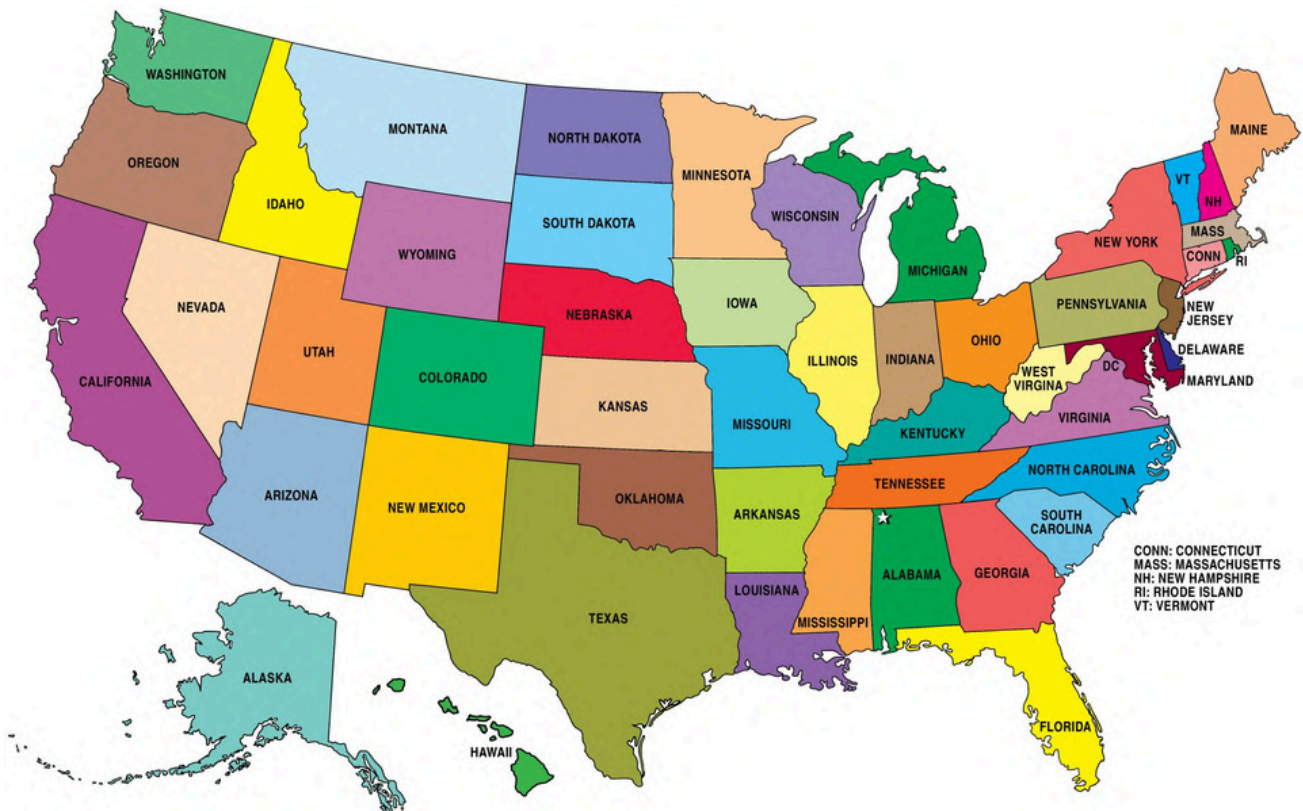 WASHINGTON
OREGON
IDAHO
MONTANA
NORTH DAKOTA
SOUTH DAKOTA
MINNESOTA
WISCONSIN
MICHIGAN
WYOMING
NEBRASKA
IOWA
CALIFORNIA
NEVADA
UTAH
COLORADO
KANSAS
MISSOURI
ILLINOIS
INDIANA
OHIO
PENNSYLVANIA
NEW YORK
VT
NH
MAINE
MASS
CONN
RI
NEW
JERSEY
DELAWARE
MARYLAND
DC
WEST
VIRGINA
VIRGINIA
KENTUCKY
TENNESSEE
NORTH CAROLINA
SOUTH
CAROLINA
ARIZONA
NEW MEXICO
OKLAHOMA
ARKANSAS
TEXAS
LOUISIANA
MISSISSIPPI
ALABAMA
GEORGIA
FLORIDA
ALASKA
HAWAII
CONN: CONNECTICUT
MASS: MASSACHUSETTS
NH: NEW HAMPSHIRE
RI: RHODE ISLAND
VT: VERMONT